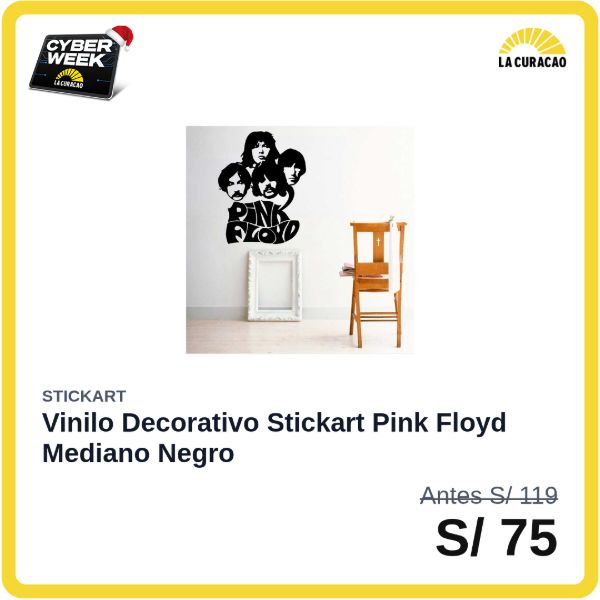 CYBER
WEEK
LA CURACAO
LA CURACAO
PINK
FLOYD
STICKART
Vinilo Decorativo Stickart Pink Floyd
Mediano Negro
Antes S/ 119
S/ 75